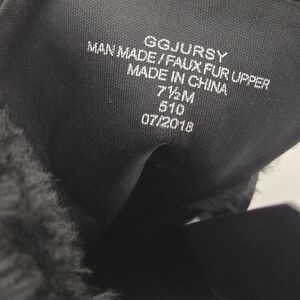 GGJURSY
MAN MADE/FAUX FUR UPPER
MADE IN CHINA
7½M
510
07/2018